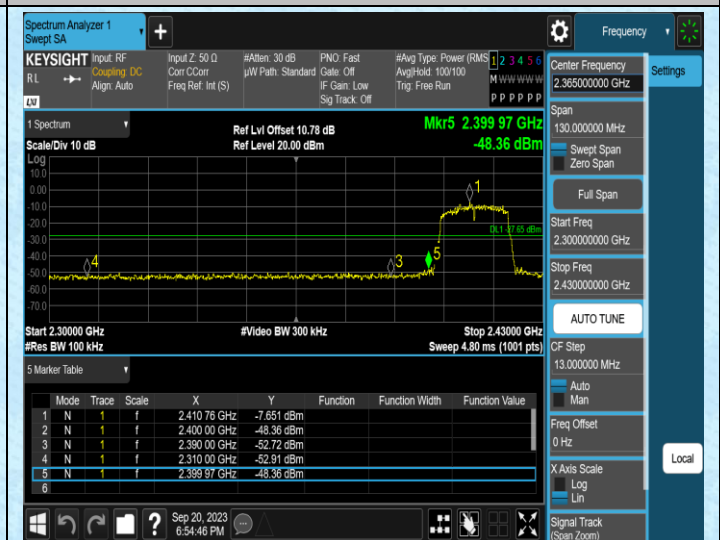 Spectrum Analyzer 1
Swept SA
Frequency
KEYSIGHT
RL
Input: RF
Coupling: DC
Align: Auto
Input Z: 50 Ω
Corr CCorr
Freq Ref: Int (S)
#Atten: 30 dB
µW Path: Standard
PNO: Fast
Gate: Off
IF Gain: Low
Sig Track: Off
#Avg Type: Power (RMS
Avg|Hold: 100/100
Trig: Free Run
1 2 3 4 5 6
M W W W W W
P P P P P P
1 Spectrum
Scale/Div 10 dB
Log
Ref Lvl Offset 10.78 dB
Ref Level 20.00 dBm
Mkr5 2.399 97 GHz
-48.36 dBm
10.0
0.00
-10.0
-20.0
-30.0
-40.0
-50.0
-60.0
-70.0
1
3
4
5
Start 2.30000 GHz
#Res BW 100 kHz
#Video BW 300 kHz
Stop 2.43000 GHz
Sweep 4.80 ms (1001 pts)
5 Marker Table
Mode Trace Scale X Y Function Function Width Function Value
1 N 1 f 2.410 76 GHz -7.651 dBm
2 N 1 f 2.400 00 GHz -48.36 dBm
3 N 1 f 2.390 00 GHz -52.72 dBm
4 N 1 f 2.310 00 GHz -52.91 dBm
5 N 1 f 2.399 97 GHz -48.36 dBm
6
Sep 20, 2023
6:54:46 PM
Center Frequency
2.365000000 GHz
Settings
Span
130.000000 MHz
Swept Span
Zero Span
Full Span
Start Freq
2.300000000 GHz
Stop Freq
2.430000000 GHz
AUTO TUNE
CF Step
13.000000 MHz
Auto
Man
Freq Offset
0 Hz
X Axis Scale
Log
Lin
Local
Signal Track
(Span Zoom)